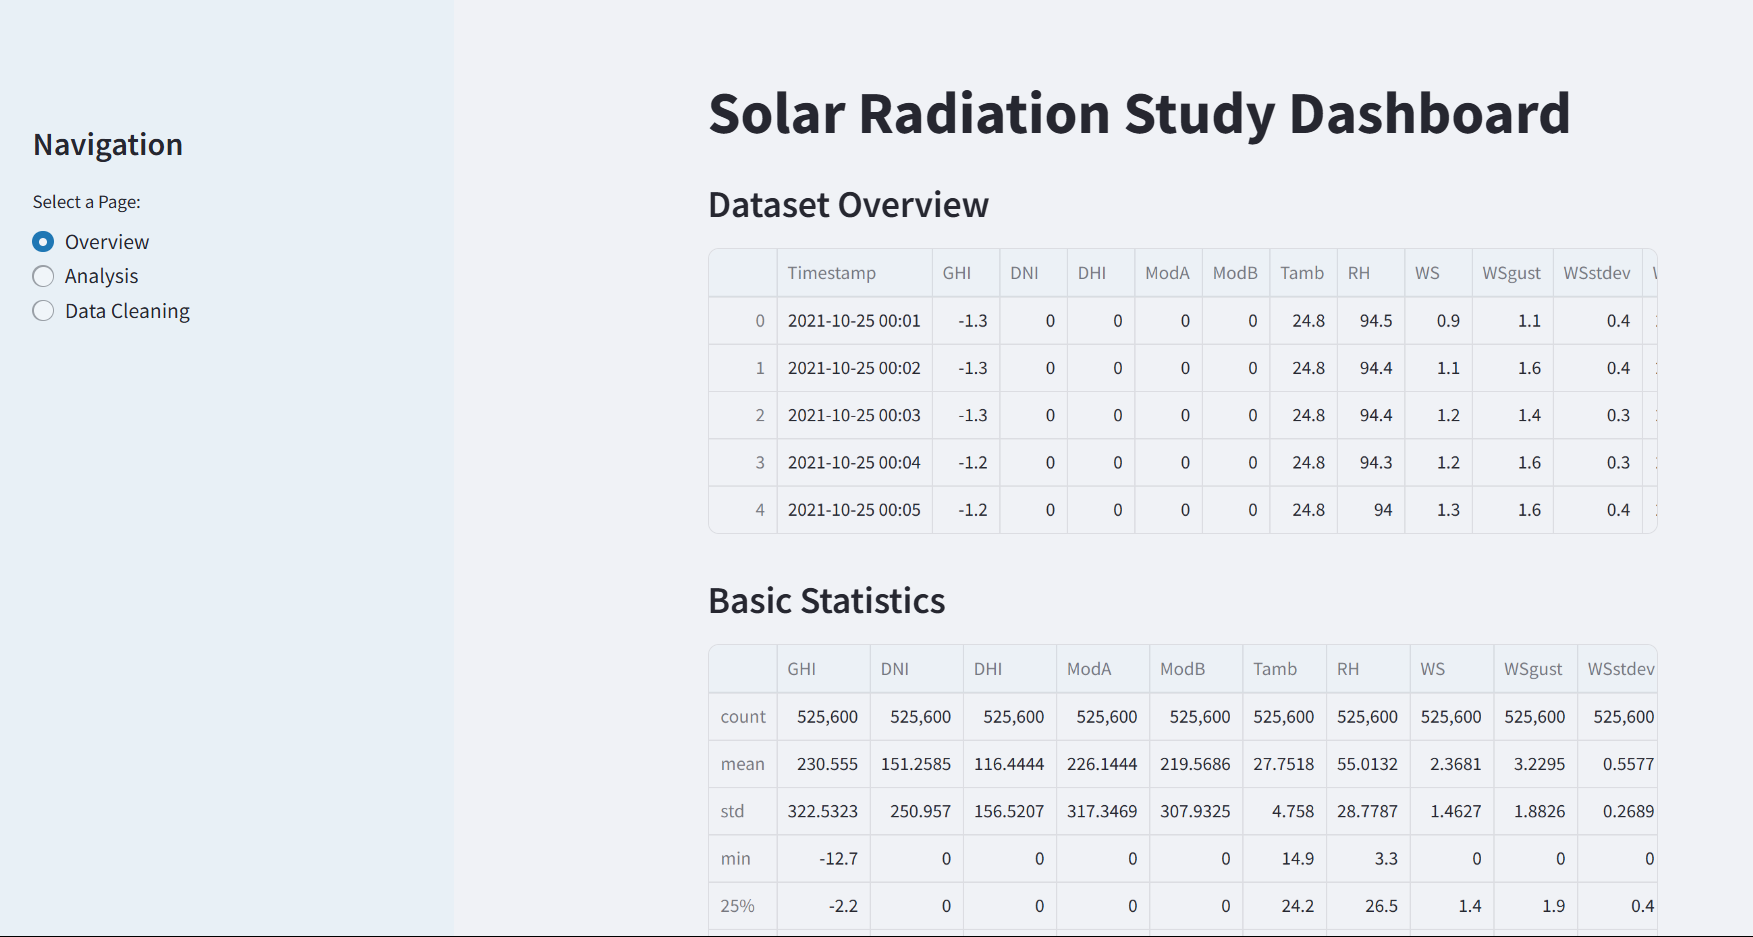 Navigation
Select a Page:
Overview
Analysis
Data Cleaning
Solar Radiation Study Dashboard
Dataset Overview
Timestamp GHI DNI DHI ModA ModB Tamb RH WS WSgust WSstdev
0 2021-10-25 00:01 -1.3 0 0 0 0 24.8 94.5 0.9 1.1 0.4
1 2021-10-25 00:02 -1.3 0 0 0 0 24.8 94.4 1.1 1.6 0.4
2 2021-10-25 00:03 -1.3 0 0 0 0 24.8 94.4 1.2 1.4 0.3
3 2021-10-25 00:04 -1.2 0 0 0 0 24.8 94.3 1.2 1.6 0.3
4 2021-10-25 00:05 -1.2 0 0 0 0 24.8 94 1.3 1.6 0.4
Basic Statistics
GHI DNI DHI ModA ModB Tamb RH WS WSgust WSstdev
count 525,600 525,600 525,600 525,600 525,600 525,600 525,600 525,600 525,600 525,600
mean 230.555 151.2585 116.4444 226.1444 219.5686 27.7518 55.0132 2.3681 3.2295 0.5577
std 322.5323 250.957 156.5207 317.3469 307.9325 4.758 28.7787 1.4627 1.8826 0.2689
min -12.7 0 0 0 0 14.9 3.3 0 0 0
25% -2.2 0 0 0 0 24.2 26.5 1.4 1.9 0.4